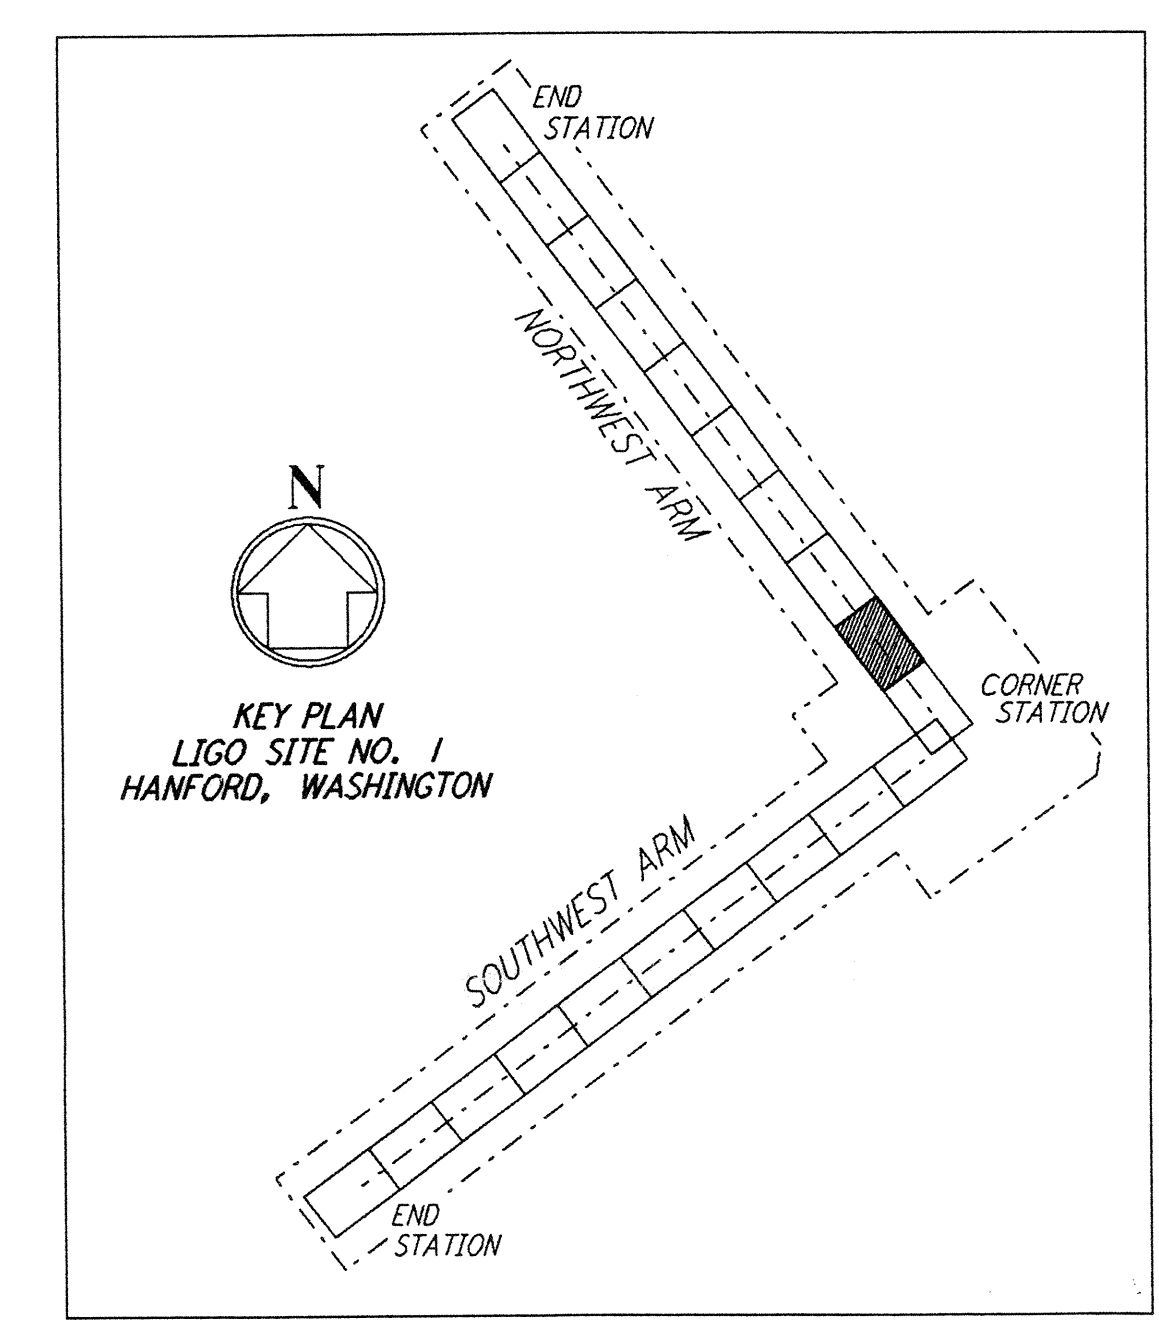 END
STATION
NORTHWEST ARM
N
KEY PLAN
LIGO SITE NO. 1
HANFORD, WASHINGTON
CORNER
STATION
SOUTHWEST ARM
END
STATION